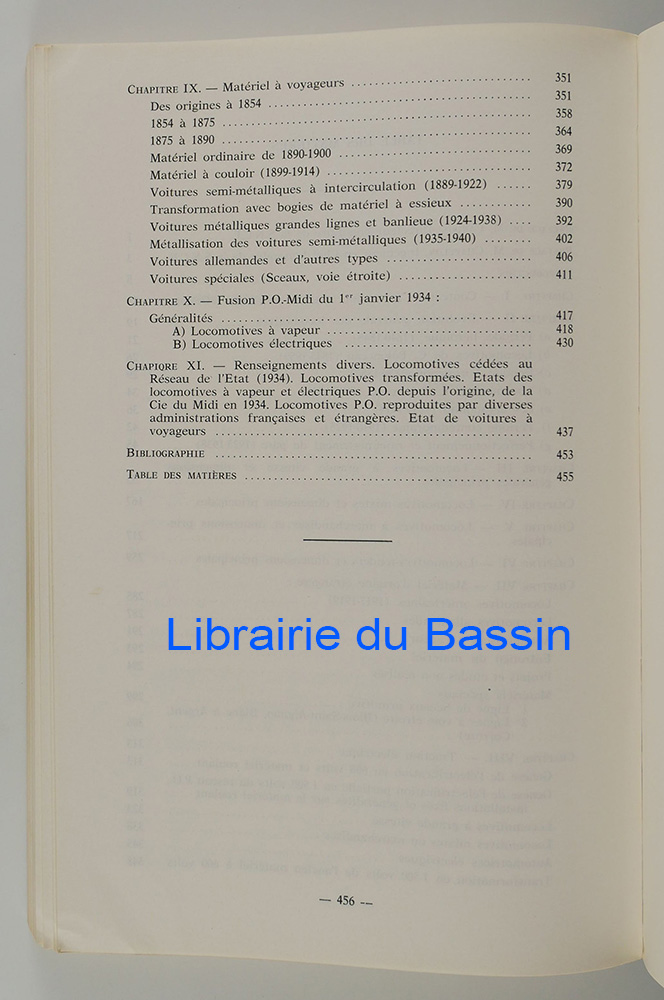 CHAPITRE IX. — Matériel à voyageurs .............................. 351
Des origines à 1854 .............................. 351
1854 à 1875 .............................. 358
1875 à 1890 .............................. 364
Matériel ordinaire de 1890-1900 .............................. 369
Matériel à couloir (1899-1914) .............................. 372
Voitures semi-métalliques à intercirculation (1889-1922) ...... 379
Transformation avec bogies de matériel à essieux ............ 390
Voitures métalliques grandes lignes et banlieue (1924-1938) .... 392
Métallisation des voitures semi-métalliques (1935-1940) ........ 402
Voitures allemandes et d'autres types ........................ 406
Voitures spéciales (Sceaux, voie étroite) .................... 411
CHAPITRE X. — Fusion P.O.-Midi du 1er janvier 1934 :
Généralités .............................. 417
A) Locomotives à vapeur .............................. 418
B) Locomotives électriques .............................. 430
CHAPIQRE XI. — Renseignements divers. Locomotives cédées au
Réseau de l'Etat (1934). Locomotives transformées. Etats des
locomotives à vapeur et électriques P.O. depuis l'origine, de la
Cie du Midi en 1934. Locomotives P.O. reproduites par diverses
administrations françaises et étrangères. Etat de voitures à
voyageurs .............................. 437
BIBLIOGRAPHIE .............................. 453
TABLE DES MATIÈRES .............................. 455
Librairie du Bassin
— 456 —